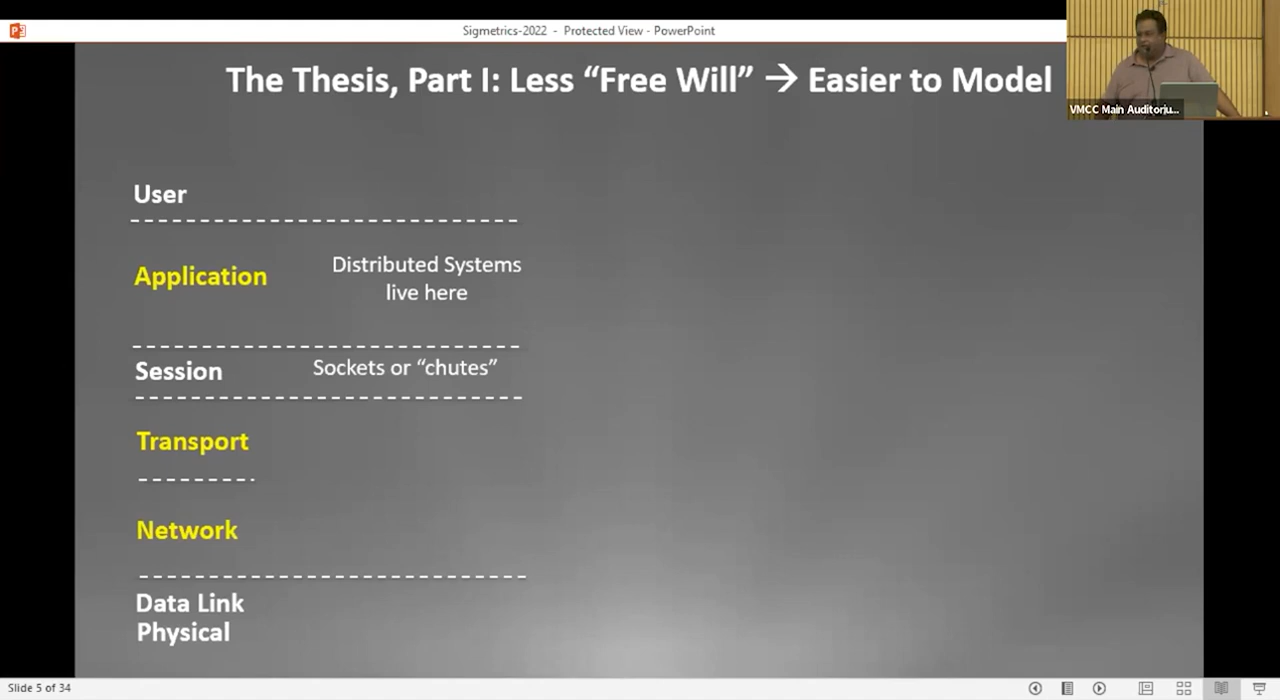 Sigmetrics-2022 - Protected View - PowerPoint
The Thesis, Part I: Less “Free Will” → Easier to Model
VMCC Main Auditoriu...
User
Application
Distributed Systems
live here
Session
Sockets or “chutes”
Transport
Network
Data Link
Physical
Slide 5 of 34